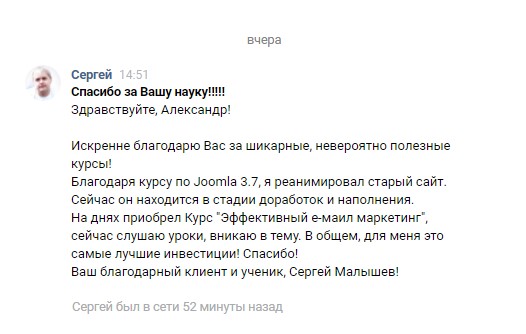 вчера
Сергей 14:51
Спасибо за Вашу науку!!!!!
Здравствуйте, Александр!
Искренне благодарю Вас за шикарные, невероятно полезные
курсы!
Благодаря курсу по Joomla 3.7, я реанимировал старый сайт.
Сейчас он находится в стадии доработок и наполнения.
На днях приобрел Курс "Эффективный е-маил маркетинг",
сейчас слушаю уроки, вникаю в тему. В общем, для меня это
самые лучшие инвестиции! Спасибо!
Ваш благодарный клиент и ученик, Сергей Малышев!
Сергей был в сети 52 минуты назад